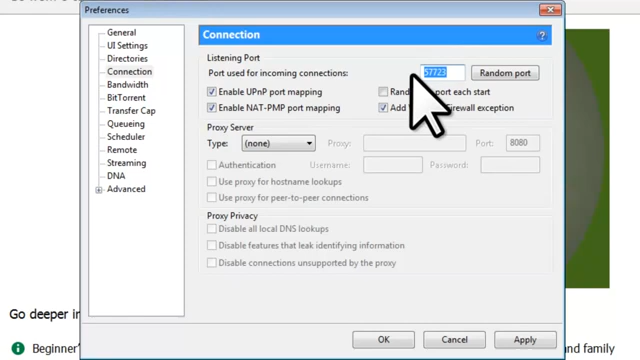 Preferences
General
UI Settings
Directories
Connection
Bandwidth
BitTorrent
Transfer Cap
Queueing
Scheduler
Remote
Streaming
DNA
Advanced
Connection
Listening Port
Port used for incoming connections:
57723
Random port
Enable UPnP port mapping
port each start
Enable NAT-PMP port mapping
Add
Firewall exception
Proxy Server
Type:
(none)
Proxy:
Port:
8080
Authentication
Username:
Password:
Use proxy for hostname lookups
Use proxy for peer-to-peer connections
Proxy Privacy
Disable all local DNS lookups
Disable features that leak identifying information
Disable connections unsupported by the proxy
OK
Cancel
Apply
Go deeper in
Beginner'
and family